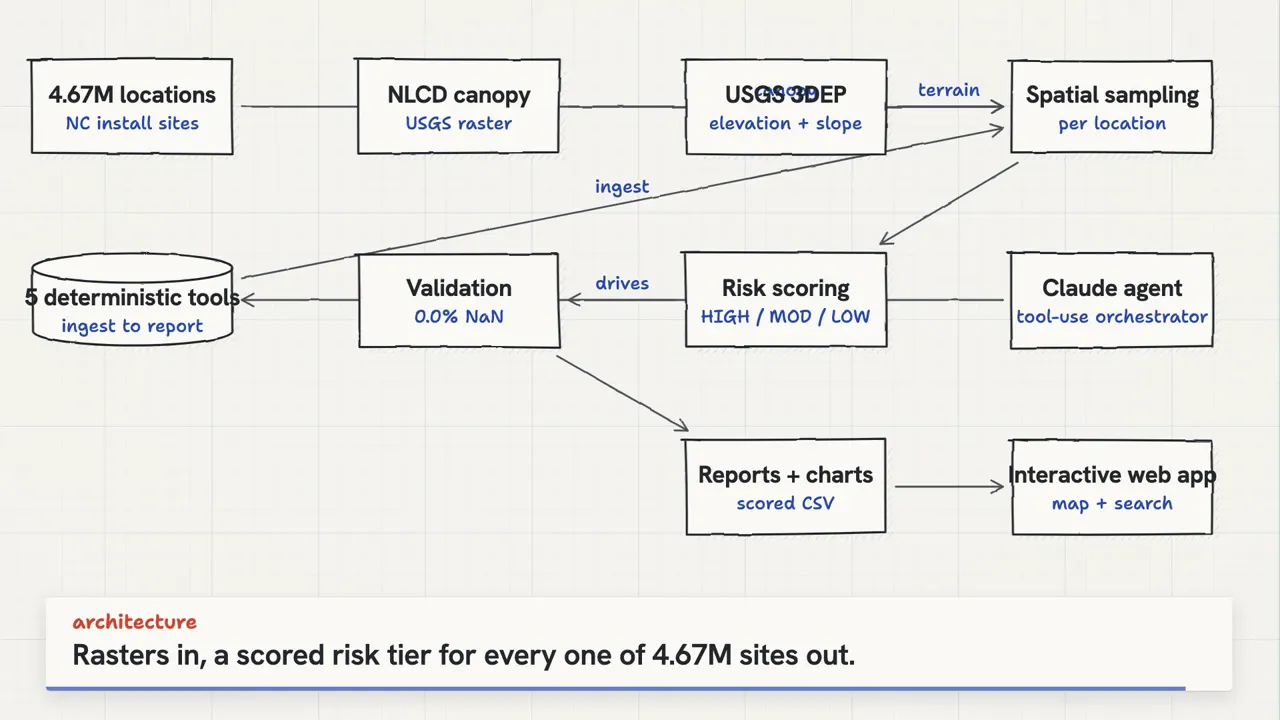 4.67M locations
NC install sites
NLCD canopy
USGS raster
USGS 3DEP
canopy
elevation + slope
terrain
Spatial sampling
per location
ingest
5 deterministic tools
ingest to report
Validation
0.0% NaN
drives
Risk scoring
HIGH / MOD / LOW
Claude agent
tool-use orchestrator
Reports + charts
scored CSV
Interactive web app
map + search
architecture
Rasters in, a scored risk tier for every one of 4.67M sites out.